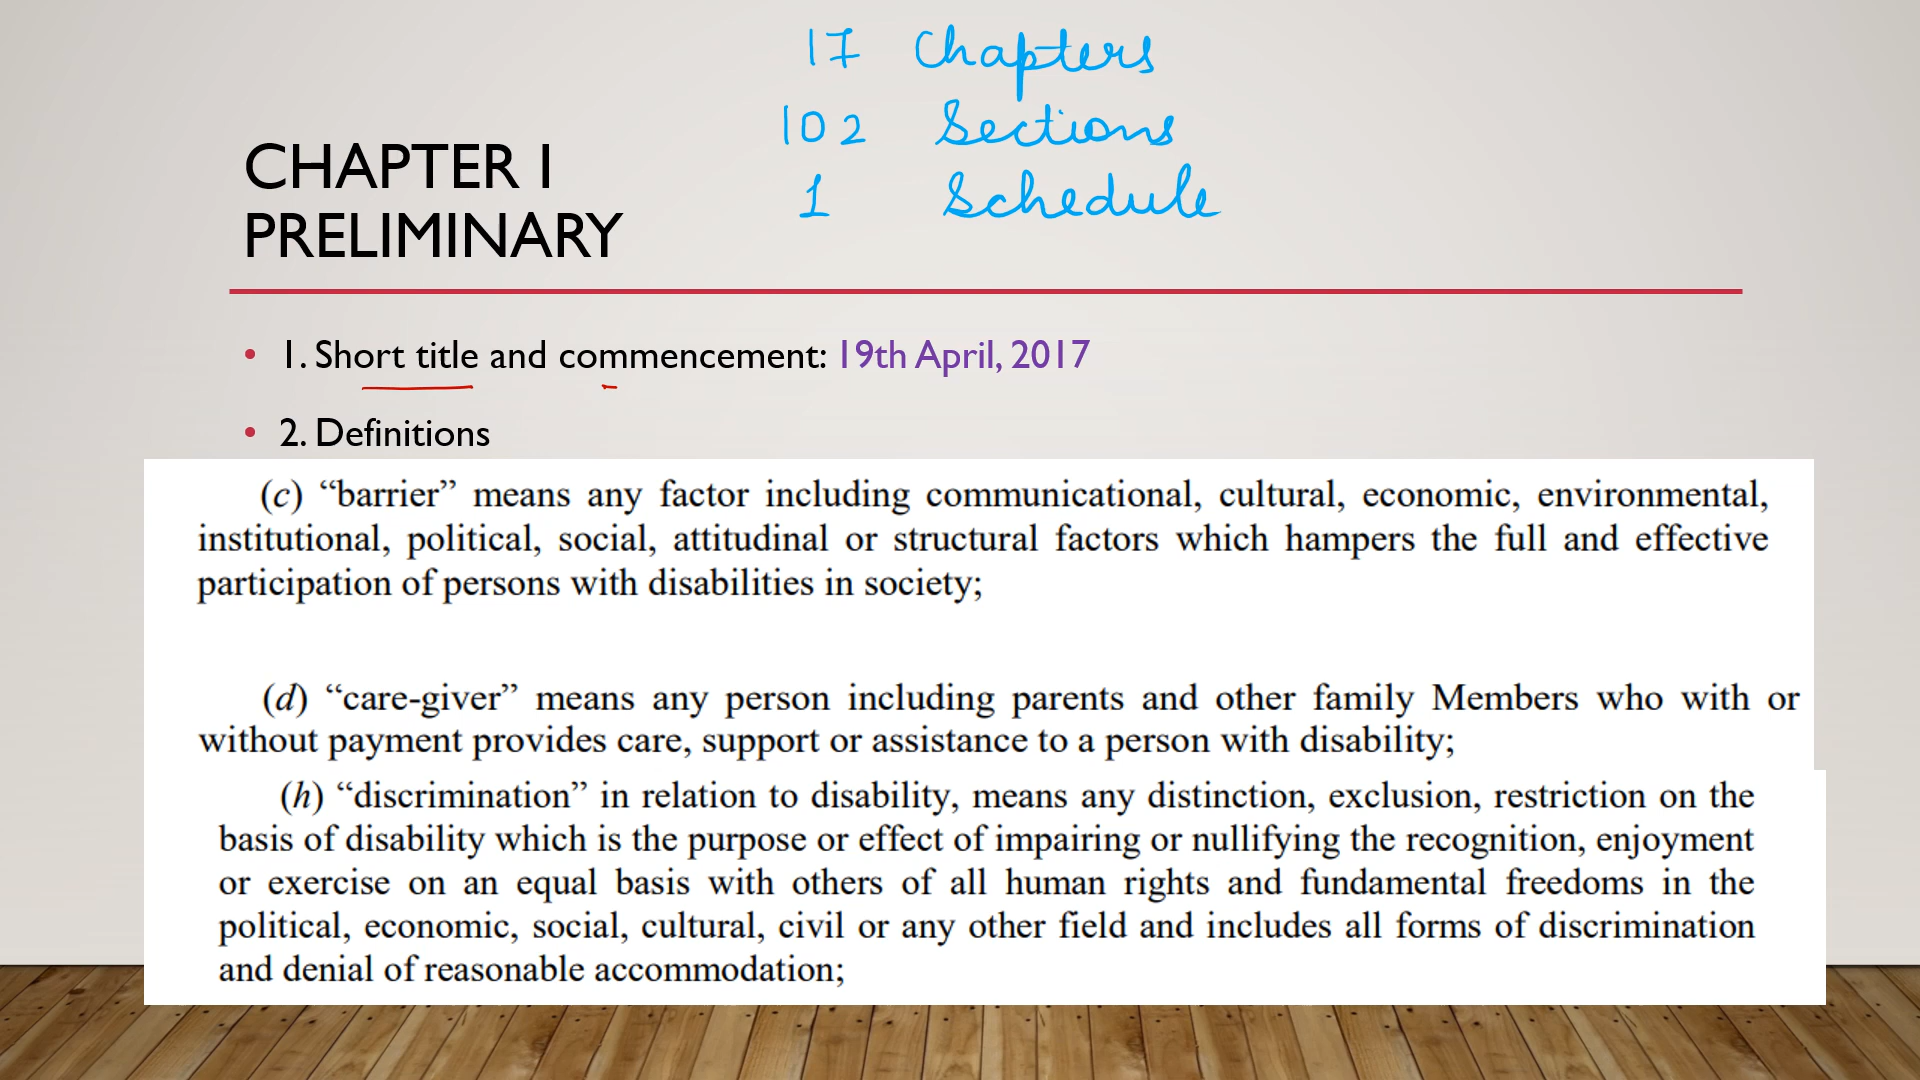 17 Chapters
102 Sections
1 Schedule
CHAPTER I
PRELIMINARY
• 1. Short title and commencement: 19th April, 2017
• 2. Definitions
(c) “barrier” means any factor including communicational, cultural, economic, environmental,
institutional, political, social, attitudinal or structural factors which hampers the full and effective
participation of persons with disabilities in society;
(d) “care-giver” means any person including parents and other family Members who with or
without payment provides care, support or assistance to a person with disability;
(h) “discrimination” in relation to disability, means any distinction, exclusion, restriction on the
basis of disability which is the purpose or effect of impairing or nullifying the recognition, enjoyment
or exercise on an equal basis with others of all human rights and fundamental freedoms in the
political, economic, social, cultural, civil or any other field and includes all forms of discrimination
and denial of reasonable accommodation;